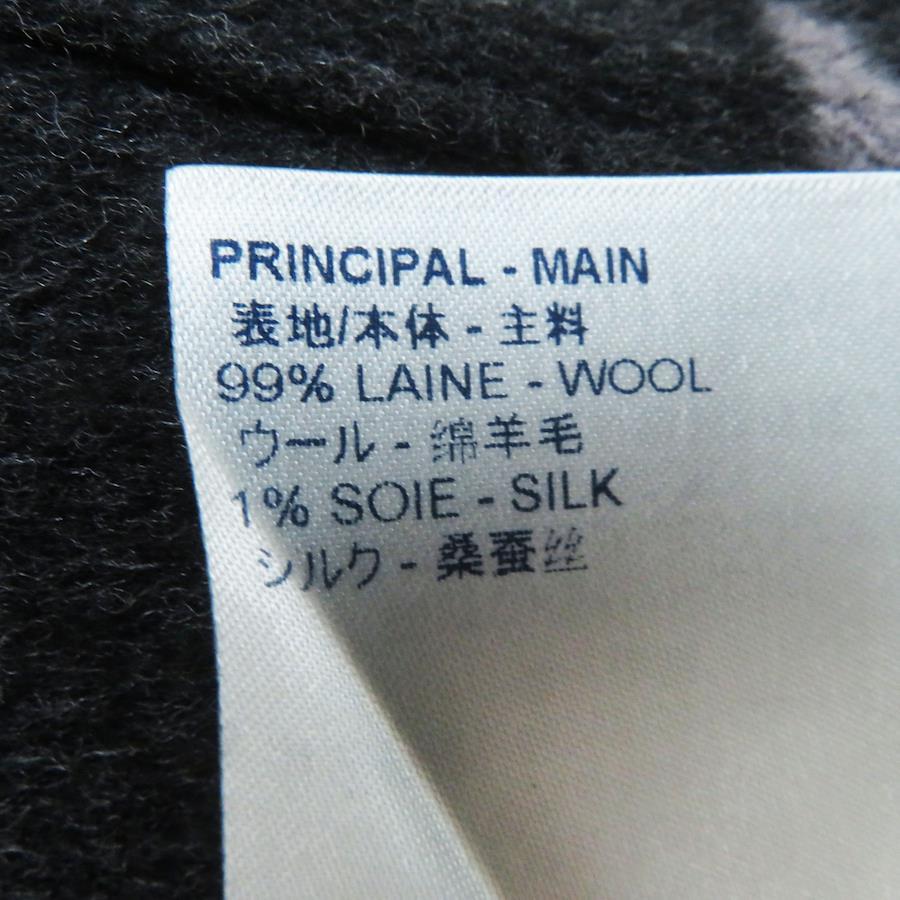 PRINCIPAL - MAIN
表地/本体 - 主料
99% LAINE - WOOL
ウール - 绵羊毛
1% SOIE - SILK
シルク - 桑蚕丝